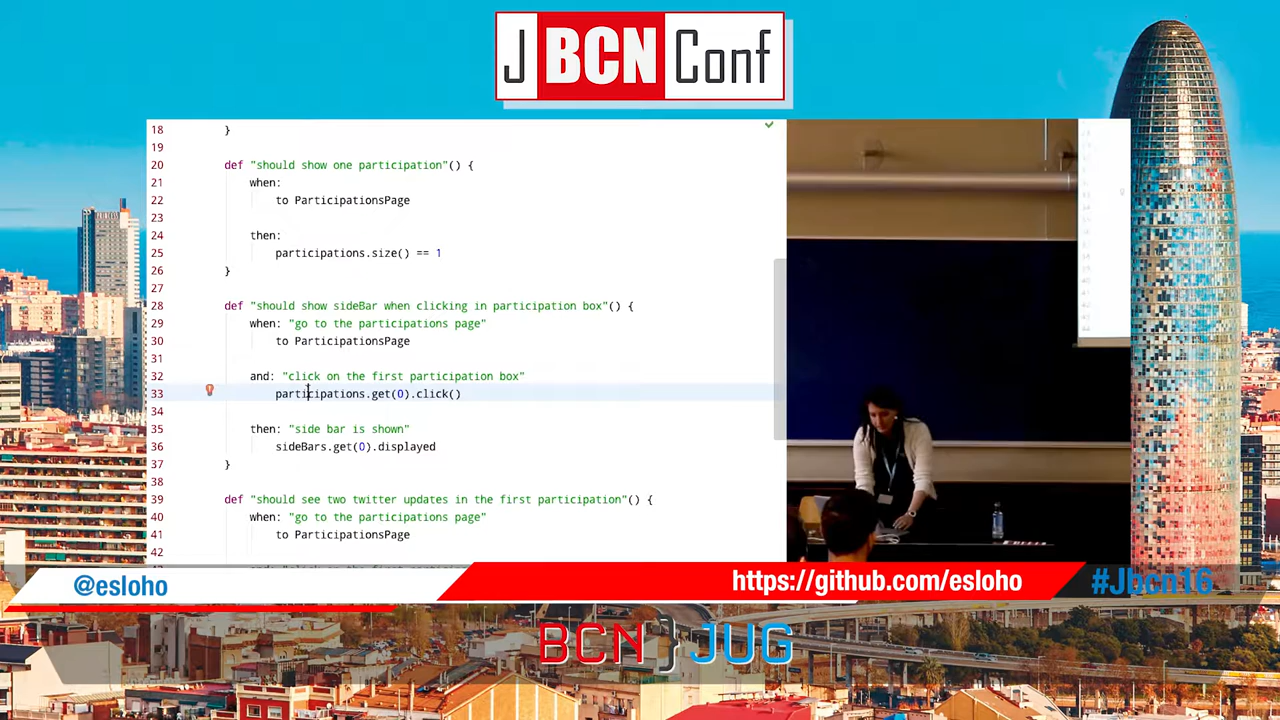 J BCN Conf
18 }
19
20 def "should show one participation"() {
21 when:
22 to ParticipationsPage
23
24 then:
25 participations.size() == 1
26 }
27
28 def "should show sideBar when clicking in participation box"() {
29 when: "go to the participations page"
30 to ParticipationsPage
31
32 and: "click on the first participation box"
33 participations.get(0).click()
34
35 then: "side bar is shown"
36 sideBars.get(0).displayed
37 }
38
39 def "should see two twitter updates in the first participation"() {
40 when: "go to the participations page"
41 to ParticipationsPage
42
@esloho
https://github.com/esloho
#Jbcn16
BCN JUG